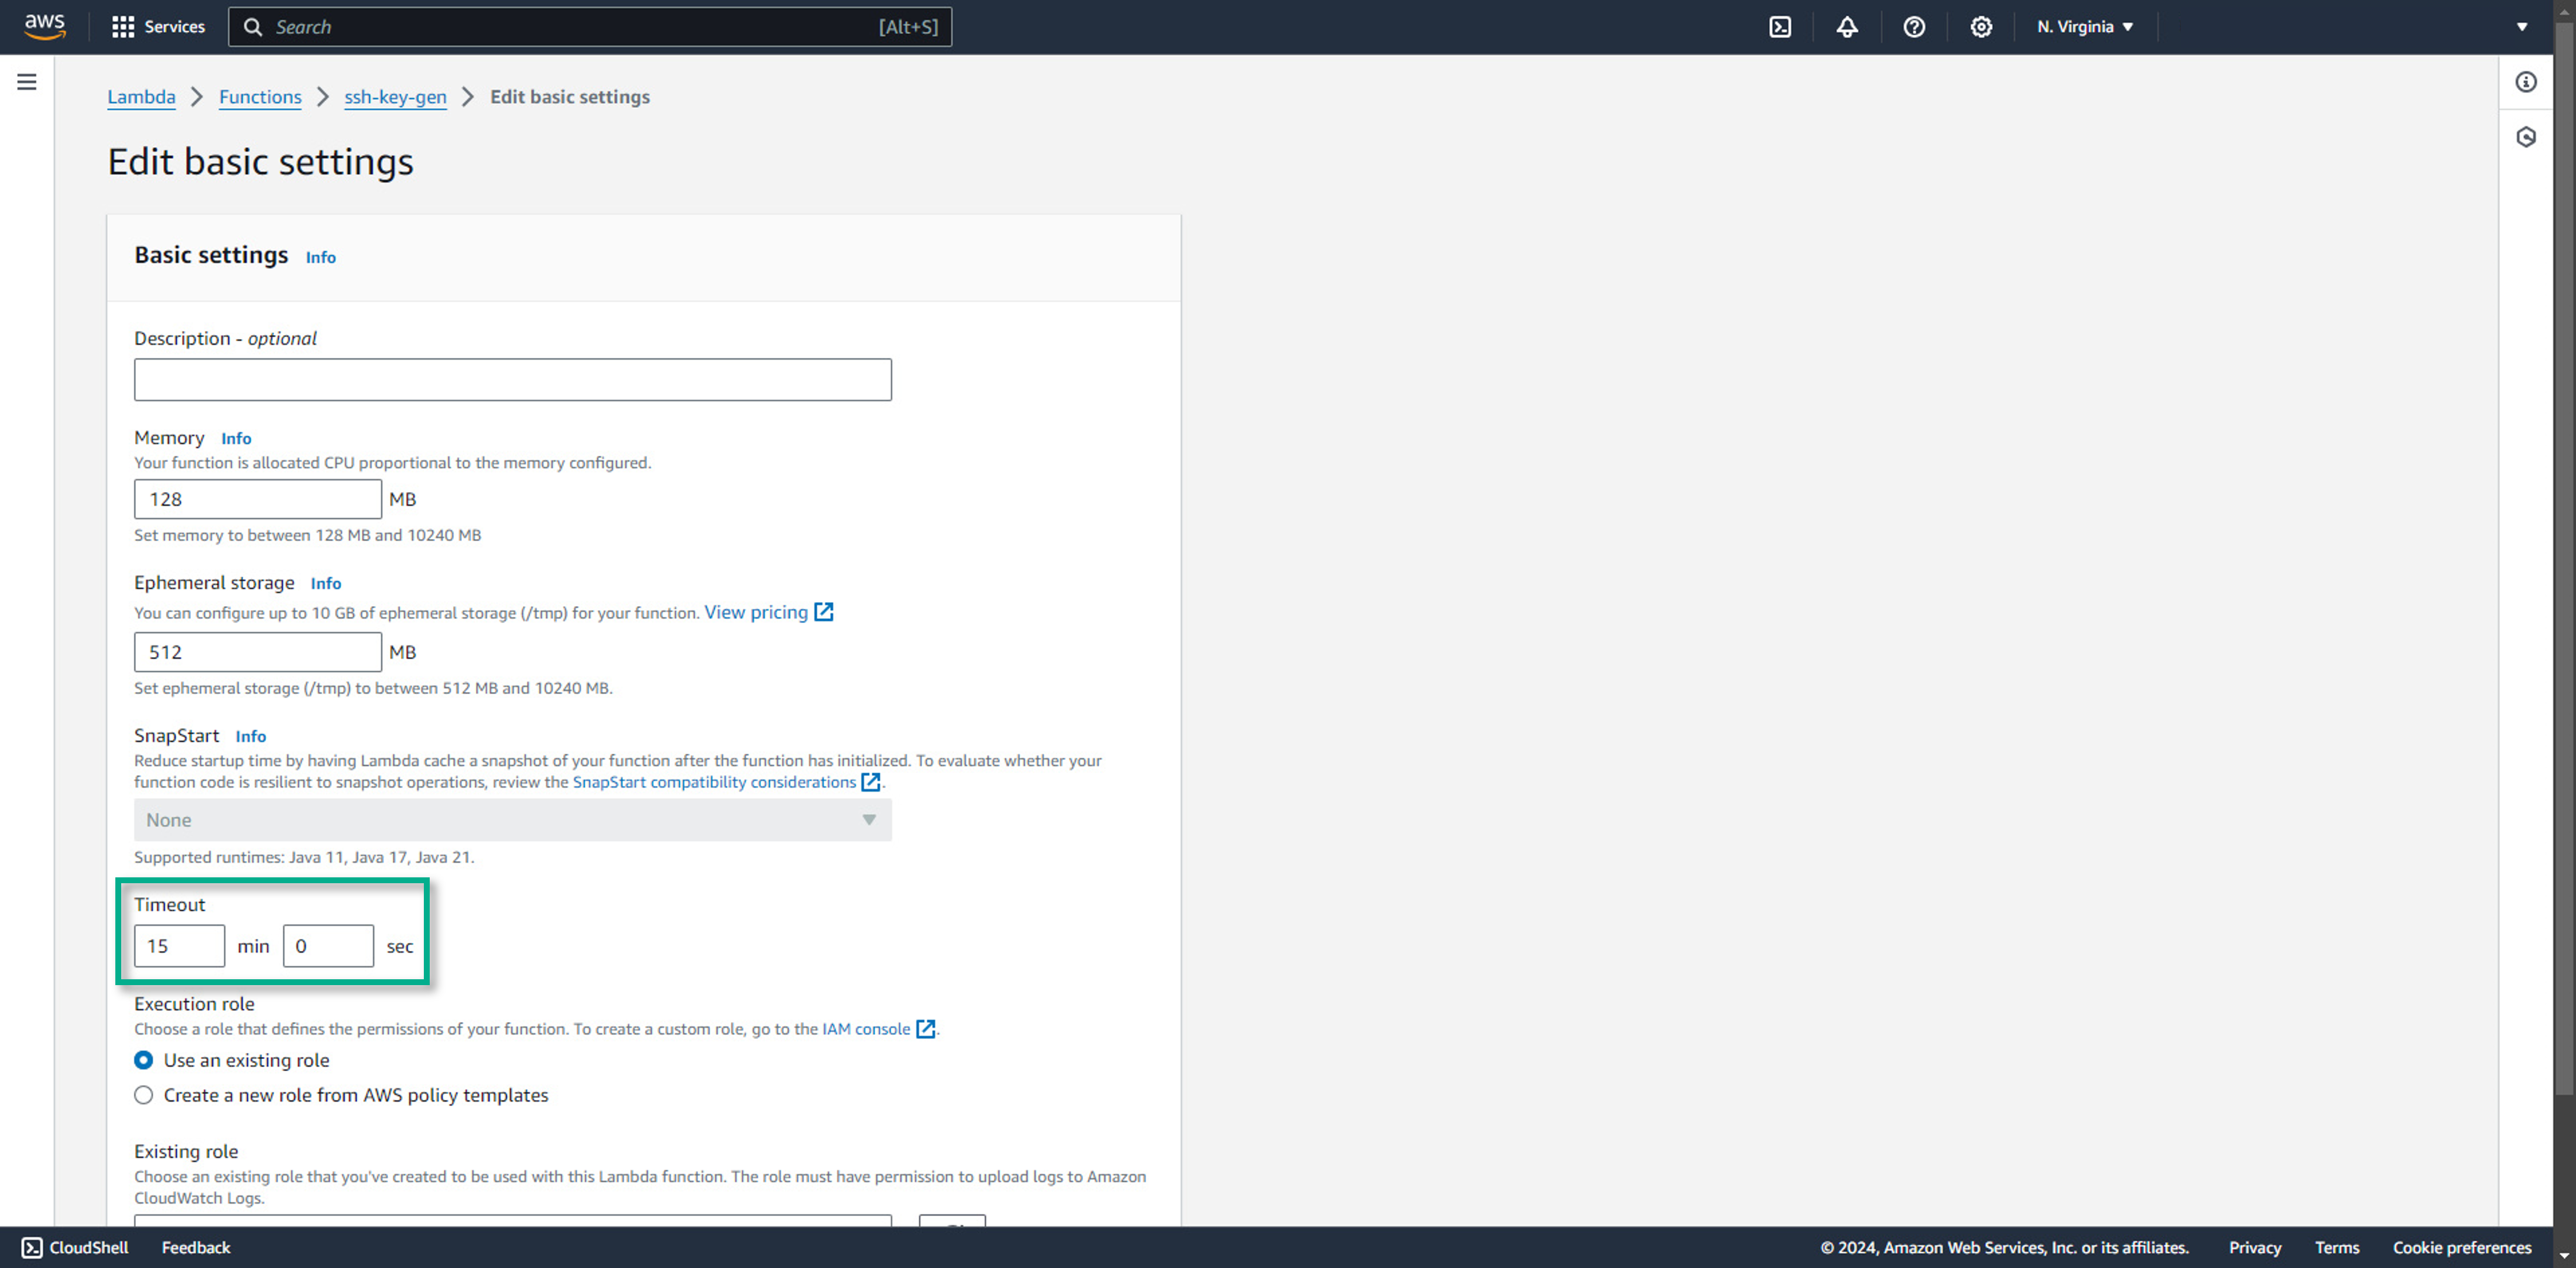 aws Services Search [Alt+S] N. Virginia
Lambda Functions ssh-key-gen Edit basic settings
Edit basic settings
Basic settings Info
Description - optional
Memory Info
Your function is allocated CPU proportional to the memory configured.
128 MB
Set memory to between 128 MB and 10240 MB
Ephemeral storage Info
You can configure up to 10 GB of ephemeral storage (/tmp) for your function. View pricing
512 MB
Set ephemeral storage (/tmp) to between 512 MB and 10240 MB.
SnapStart Info
Reduce startup time by having Lambda cache a snapshot of your function after the function has initialized. To evaluate whether your
function code is resilient to snapshot operations, review the SnapStart compatibility considerations.
None
Supported runtimes: Java 11, Java 17, Java 21.
Timeout
15 min 0 sec
Execution role
Choose a role that defines the permissions of your function. To create a custom role, go to the IAM console.
Use an existing role
Create a new role from AWS policy templates
Existing role
Choose an existing role that you've created to be used with this Lambda function. The role must have permission to upload logs to Amazon
CloudWatch Logs.
CloudShell Feedback © 2024, Amazon Web Services, Inc. or its affiliates. Privacy Terms Cookie preferences